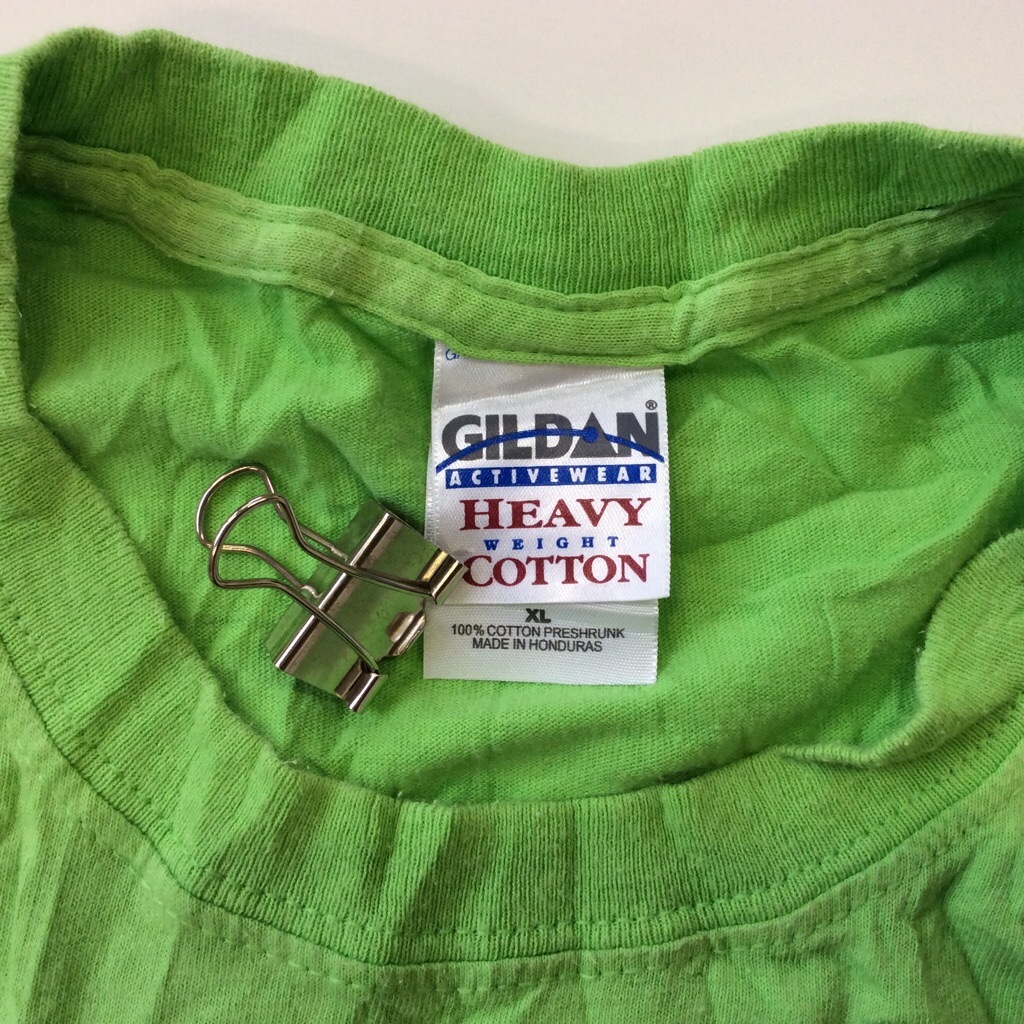 GILDAN®
ACTIVEWEAR
HEAVY
WEIGHT
COTTON
XL
100% COTTON PRESHRUNK
MADE IN HONDURAS